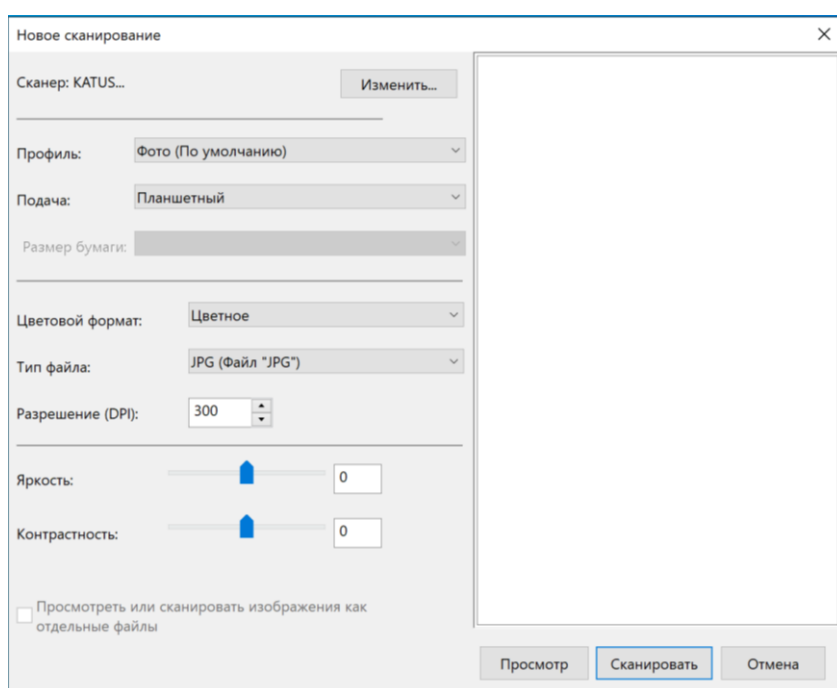 Новое сканирование
Сканер: KATUS...
Изменить...
Профиль: Фото (По умолчанию)
Подача: Планшетный
Размер бумаги:
Цветовой формат: Цветное
Тип файла: JPG (Файл "JPG")
Разрешение (DPI): 300
Яркость: 0
Контрастность: 0
Просмотреть или сканировать изображения как
отдельные файлы
Просмотр Сканировать Отмена